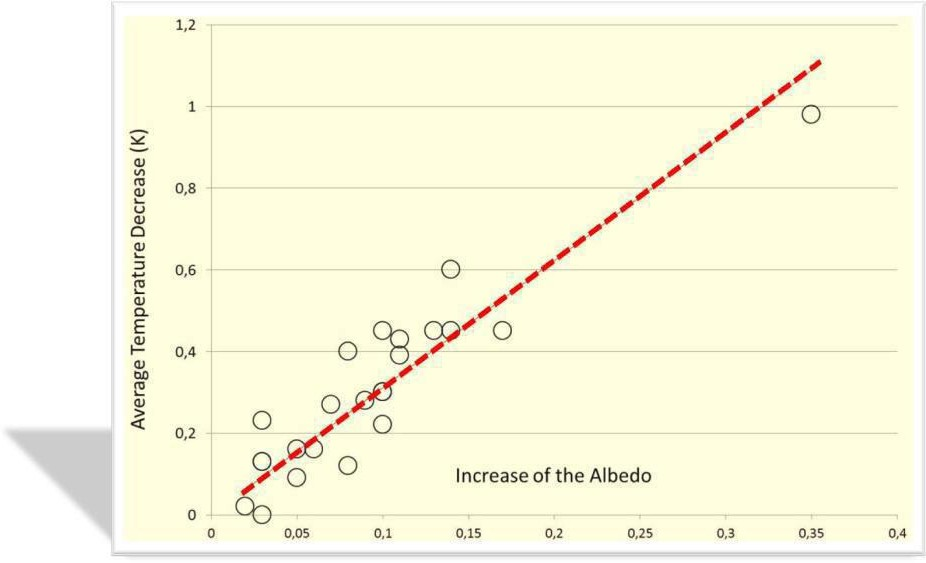 1,2
1
0,8
0,6
0,4
0,2
0
Average Temperature Decrease (K)
Increase of the Albedo
0 0,05 0,1 0,15 0,2 0,25 0,3 0,35 0,4